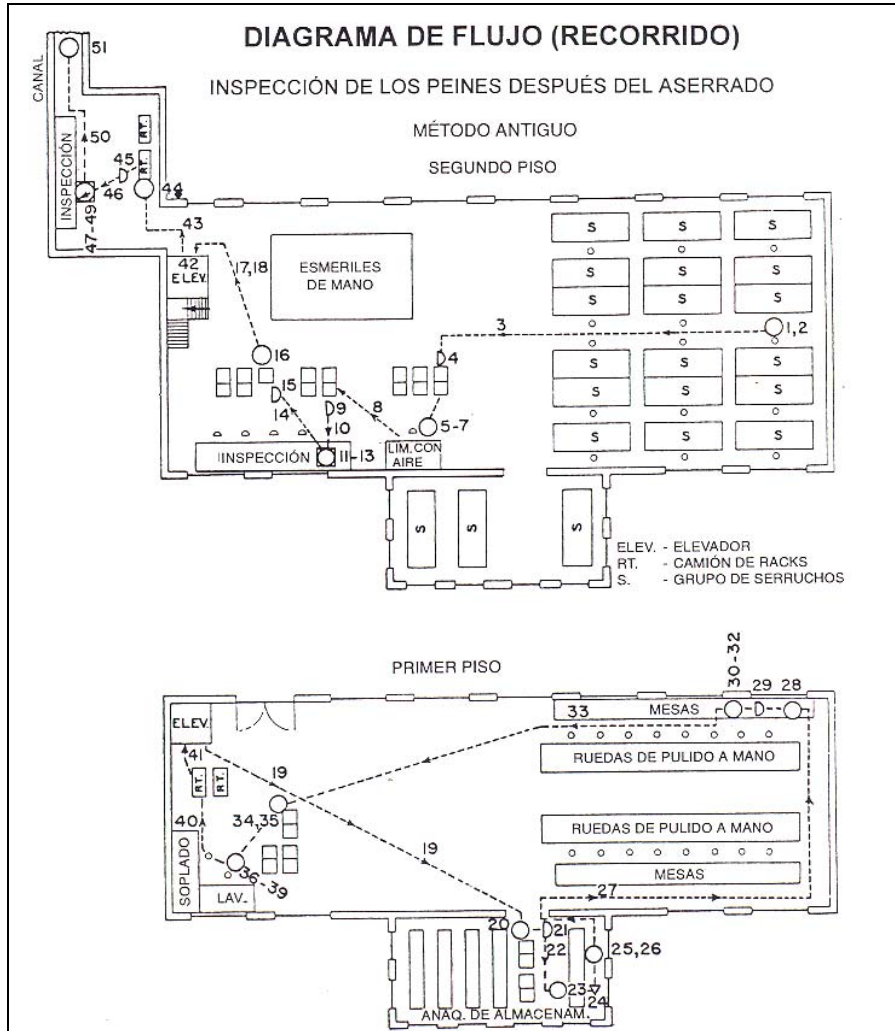 DIAGRAMA DE FLUJO (RECORRIDO)
INSPECCIÓN DE LOS PEINES DESPUÉS DEL ASERRADO
MÉTODO ANTIGUO
SEGUNDO PISO
51
CANAL
INSPECCIÓN
50
RT.
RT.
45
46
44
47-49
43
42
ELEV.
17,18
ESMERILES
DE MANO
S S S
S S S
S S S
3
1,2
4
16
15
14
9
10
8
5-7
S S S
S S S
S S S
INSPECCIÓN
11-13
LIM. CON
AIRE
S S S
ELEV. - ELEVADOR
RT. - CAMIÓN DE RACKS
S. - GRUPO DE SERRUCHOS
PRIMER PISO
30-32
29
28
MESAS
33
ELEV.
41
RT.
RT.
19
RUEDAS DE PULIDO A MANO
40
34,35
19
RUEDAS DE PULIDO A MANO
SOPLADO
36-39
MESAS
LAV.
27
20
21
22
25,26
23
24
ANAQ. DE ALMACENAM.